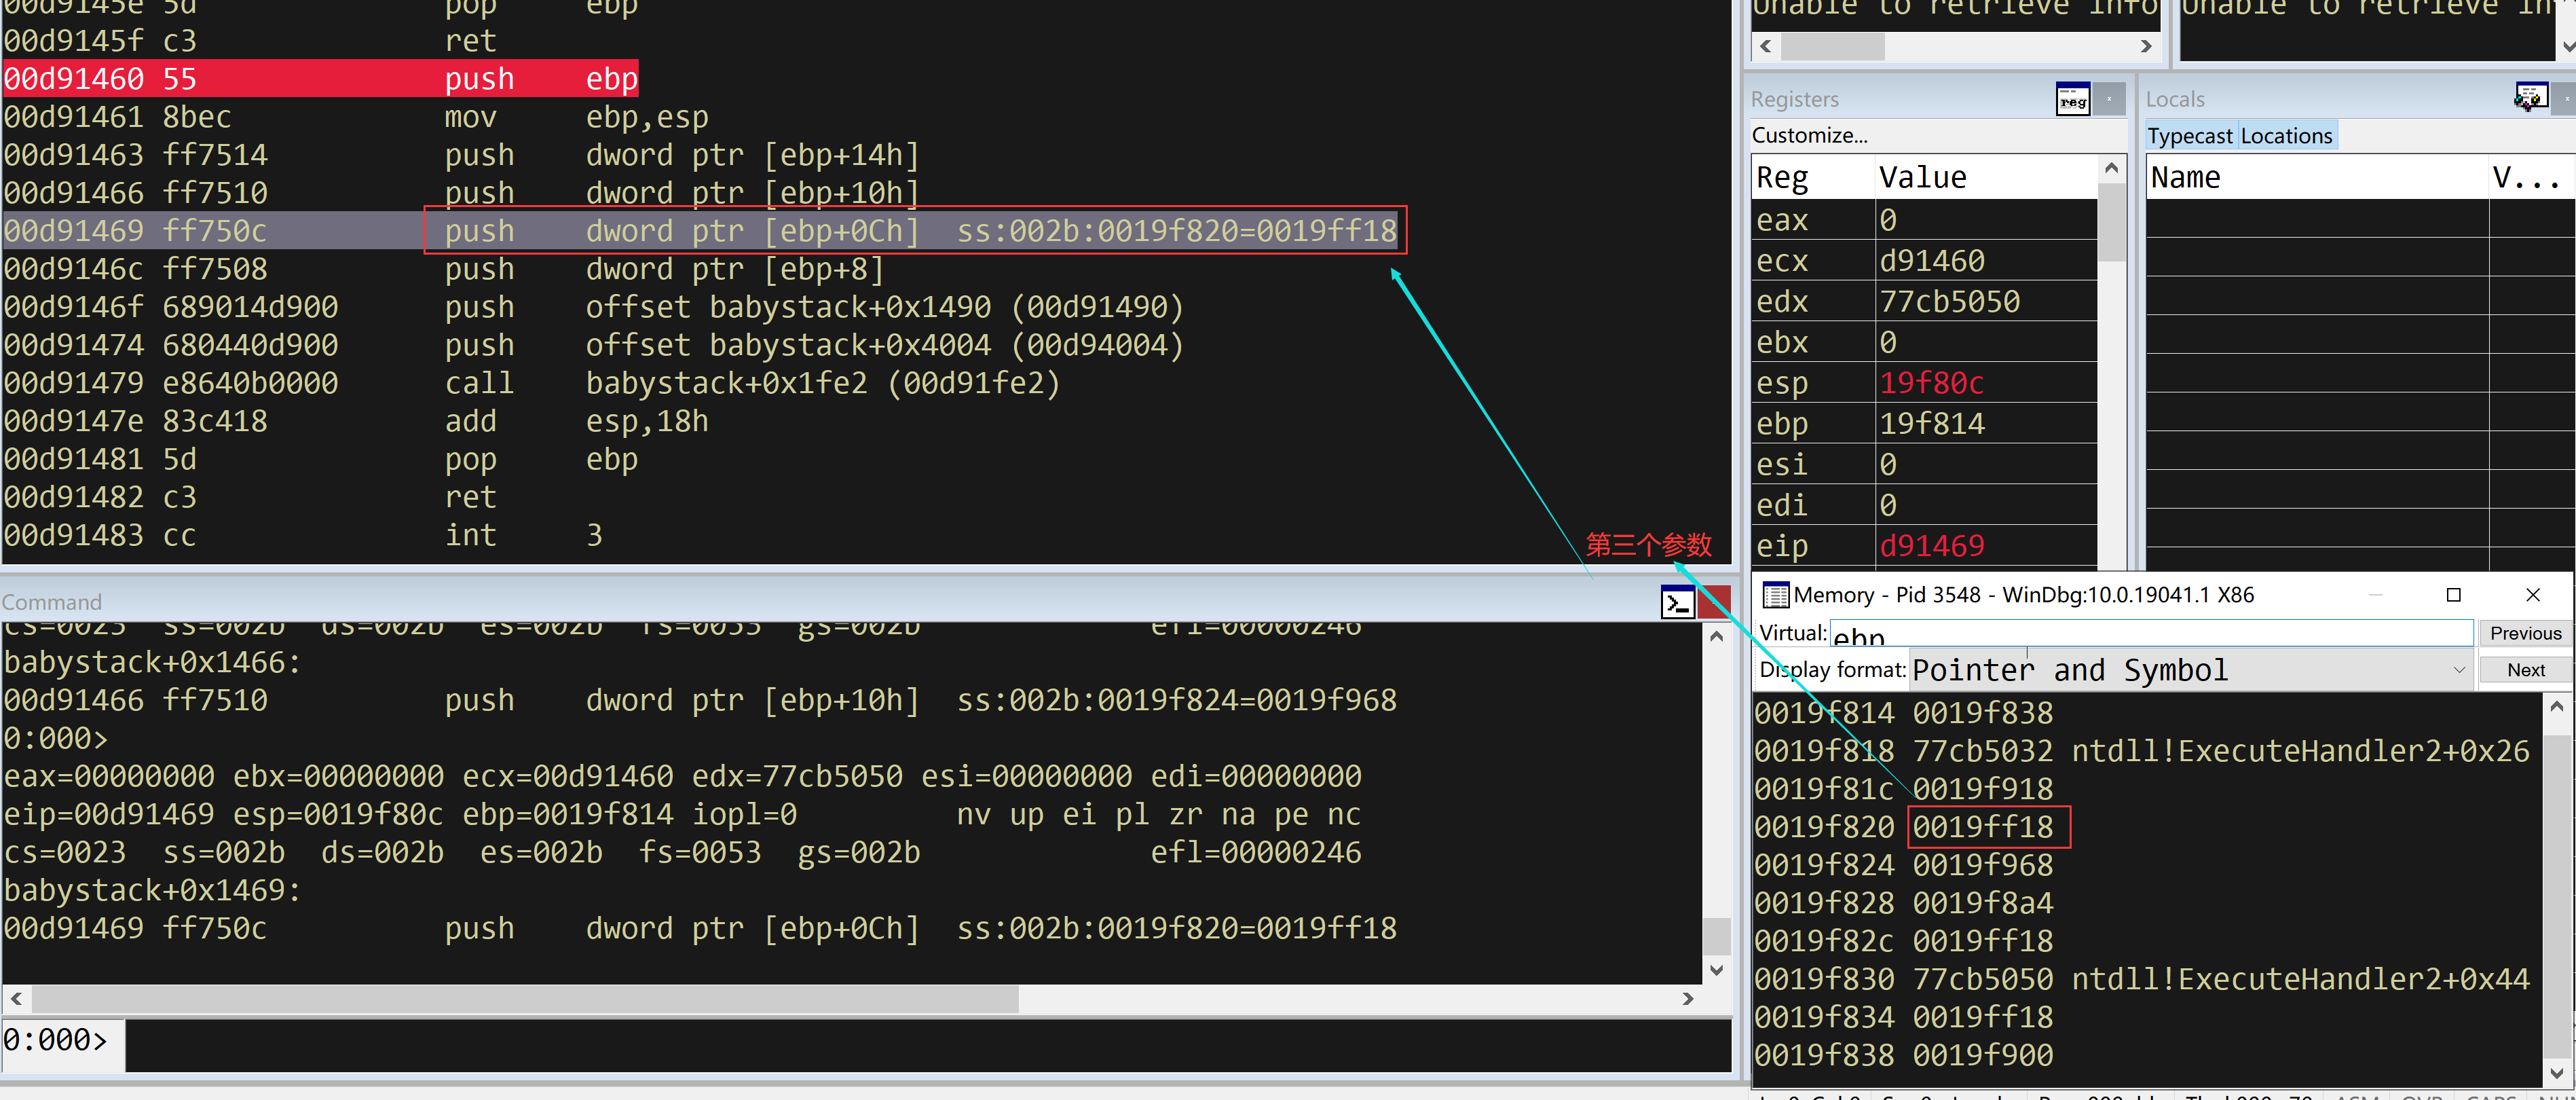 00d9145e 5d pop ebp
00d9145f c3 ret
00d91460 55 push ebp
00d91461 8bec mov ebp,esp
00d91463 ff7514 push dword ptr [ebp+14h]
00d91466 ff7510 push dword ptr [ebp+10h]
00d91469 ff750c push dword ptr [ebp+0Ch] ss:002b:0019f820=0019ff18
00d9146c ff7508 push dword ptr [ebp+8]
00d9146f 689014d900 push offset babystack+0x1490 (00d91490)
00d91474 680440d900 push offset babystack+0x4004 (00d94004)
00d91479 e8640b0000 call babystack+0x1fe2 (00d91fe2)
00d9147e 83c418 add esp,18h
00d91481 5d pop ebp
00d91482 c3 ret
00d91483 cc int 3
第三个参数
Command
cs=0023 ss=002b ds=002b es=002b fs=0053 gs=002b efl=00000246
babystack+0x1466:
00d91466 ff7510 push dword ptr [ebp+10h] ss:002b:0019f824=0019f968
0:000>
eax=00000000 ebx=00000000 ecx=00d91460 edx=77cb5050 esi=00000000 edi=00000000
eip=00d91469 esp=0019f80c ebp=0019f814 iopl=0 nv up ei pl zr na pe nc
cs=0023 ss=002b ds=002b es=002b fs=0053 gs=002b efl=00000246
babystack+0x1469:
00d91469 ff750c push dword ptr [ebp+0Ch] ss:002b:0019f820=0019ff18
0:000>
Unable to retrieve info
Unable to retrieve inf
Registers
reg
Customize...
Reg Value
eax 0
ecx d91460
edx 77cb5050
ebx 0
esp 19f80c
ebp 19f814
esi 0
edi 0
eip d91469
Locals
Typecast Locations
Name V...
Memory - Pid 3548 - WinDbg:10.0.19041.1 X86
Virtual: ebp Previous
Display format: Pointer and Symbol Next
0019f814 0019f838
0019f818 77cb5032 ntdll!ExecuteHandler2+0x26
0019f81c 0019f918
0019f820 0019ff18
0019f824 0019f968
0019f828 0019f8a4
0019f82c 0019ff18
0019f830 77cb5050 ntdll!ExecuteHandler2+0x44
0019f834 0019ff18
0019f838 0019f900